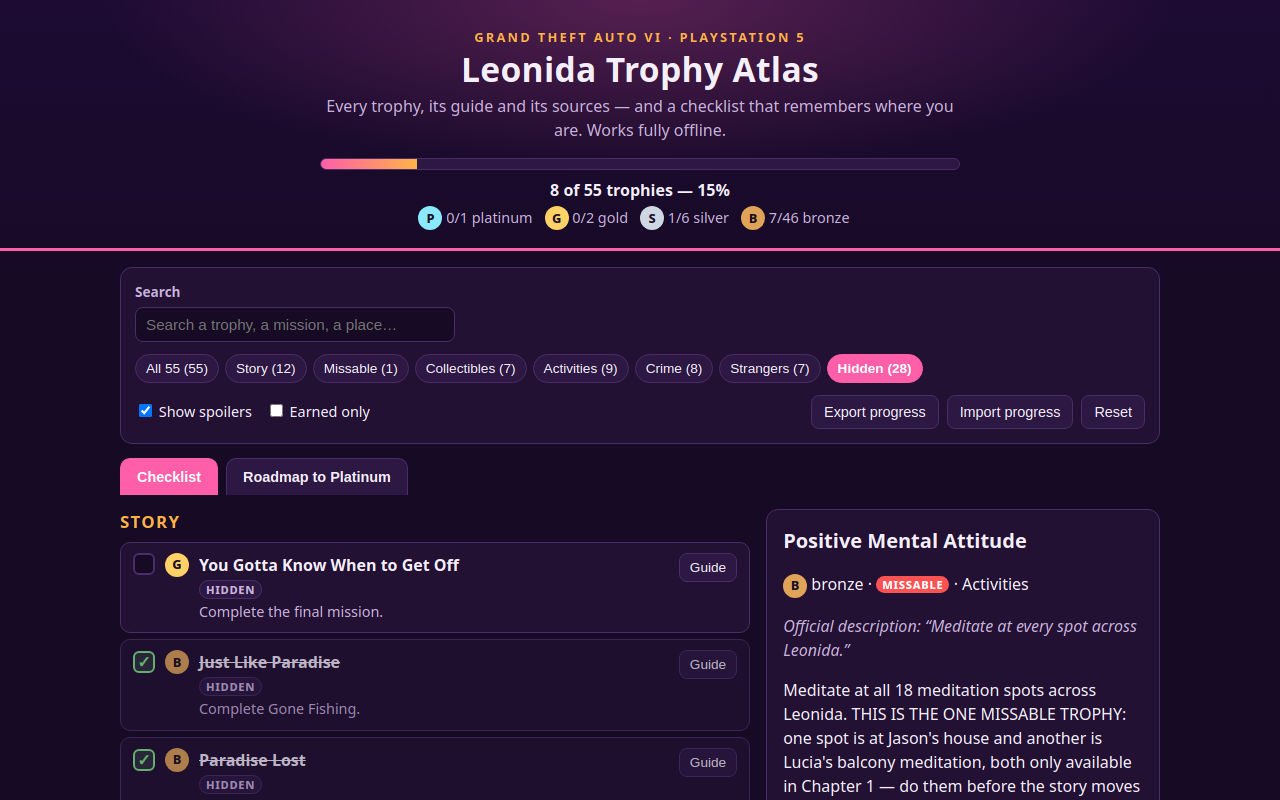 GRAND THEFT AUTO VI · PLAYSTATION 5
Leonida Trophy Atlas
Every trophy, its guide and its sources — and a checklist that remembers where you
are. Works fully offline.
8 of 55 trophies — 15%
P 0/1 platinum G 0/2 gold S 1/6 silver B 7/46 bronze
Search
Search a trophy, a mission, a place…
All 55 (55) Story (12) Missable (1) Collectibles (7) Activities (9) Crime (8) Strangers (7) Hidden (28)
Show spoilers Earned only Export progress Import progress Reset
Checklist Roadmap to Platinum
STORY
G You Gotta Know When to Get Off Guide
HIDDEN
Complete the final mission.
B Just Like Paradise Guide
HIDDEN
Complete Gone Fishing.
B Paradise Lost Guide
HIDDEN
Positive Mental Attitude
B bronze · MISSABLE · Activities
Official description: “Meditate at every spot across
Leonida.”
Meditate at all 18 meditation spots across
Leonida. THIS IS THE ONE MISSABLE TROPHY:
one spot is at Jason's house and another is
Lucia's balcony meditation, both only available
in Chapter 1 — do them before the story moves